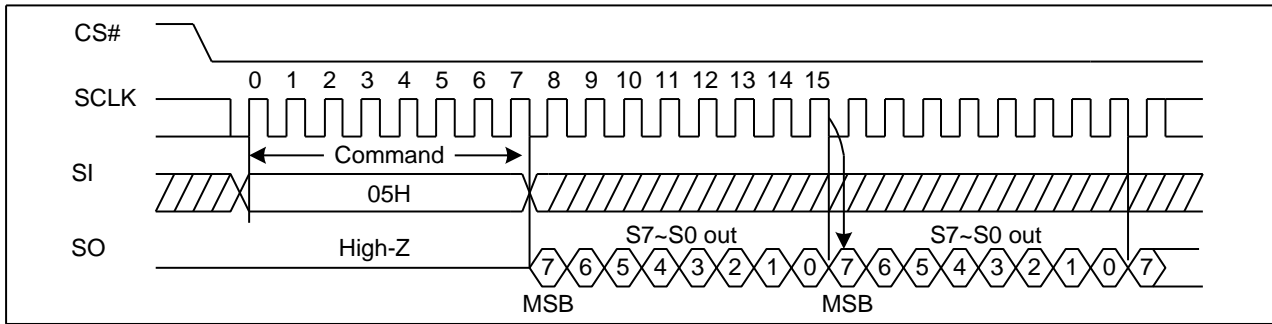 CS#
0 1 2 3 4 5 6 7 8 9 10 11 12 13 14 15
SCLK
Command
SI
05H
S7~S0 out S7~S0 out
SO High-Z
7 6 5 4 3 2 1 0 7 6 5 4 3 2 1 0 7
MSB MSB